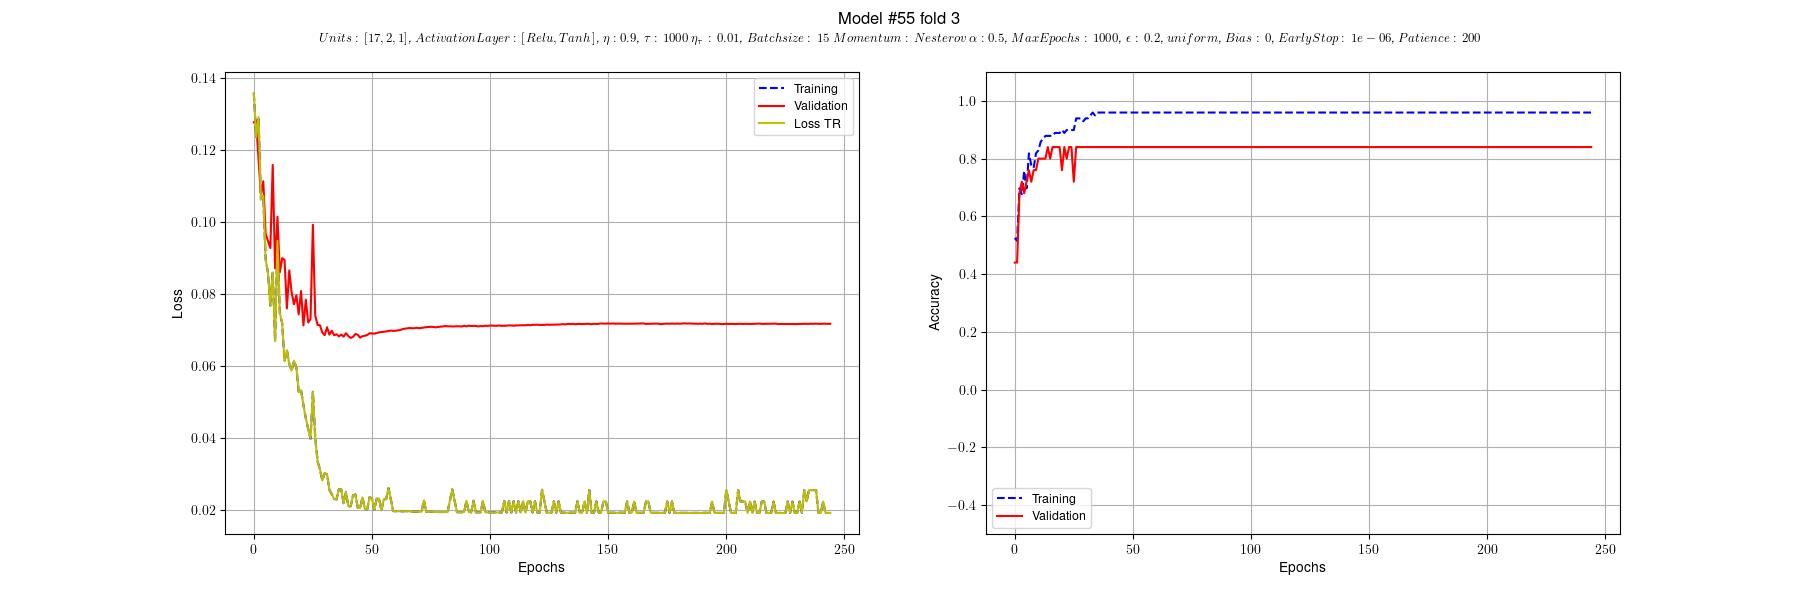 Model #55 fold 3
Units : [17, 2, 1], ActivationLayer : [Relu, Tanh], η : 0.9, τ : 1000 ητ : 0.01, Batchsize : 15 Momentum : Nesterov α : 0.5, MaxEpochs : 1000, ϵ : 0.2, uniform, Bias : 0, EarlyStop : 1e − 06, Patience : 200
0.14
0.12
0.10
0.08
0.06
0.04
0.02
Loss
Training
Validation
Loss TR
0
50
100
150
200
250
Epochs
1.0
0.8
0.6
0.4
0.2
0.0
−0.2
−0.4
Accuracy
Training
Validation
0
50
100
150
200
250
Epochs